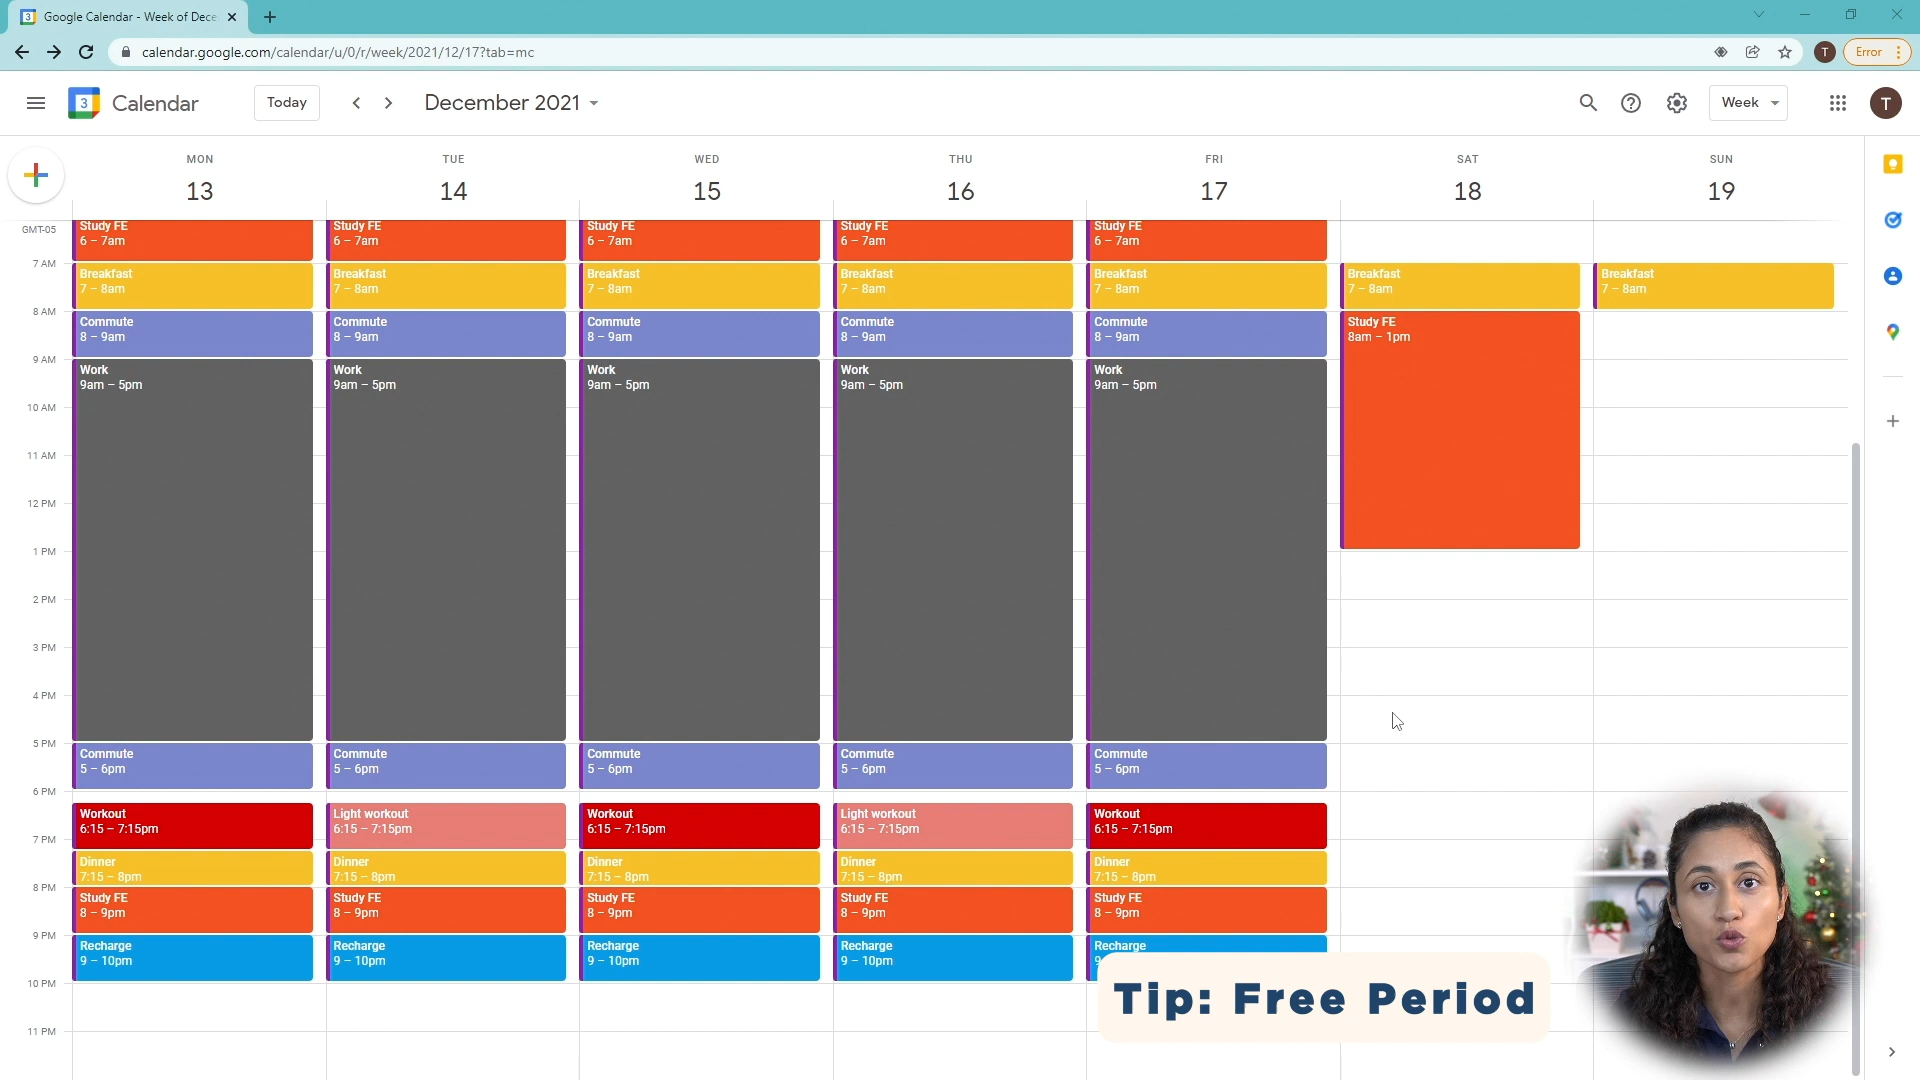 Google Calendar - Week of Dece
calendar.google.com/calendar/u/0/r/week/2021/12/17?tab=mc
T
Error
3
Calendar
Today
December 2021
Week
T
MON
TUE
WED
THU
FRI
SAT
SUN
13
14
15
16
17
18
19
GMT-05
Study FE
6 – 7am
Study FE
6 – 7am
Study FE
6 – 7am
Study FE
6 – 7am
Study FE
6 – 7am
7 AM
Breakfast
7 – 8am
Breakfast
7 – 8am
Breakfast
7 – 8am
Breakfast
7 – 8am
Breakfast
7 – 8am
Breakfast
7 – 8am
Breakfast
7 – 8am
8 AM
Commute
8 – 9am
Commute
8 – 9am
Commute
8 – 9am
Commute
8 – 9am
Commute
8 – 9am
Study FE
8am – 1pm
9 AM
Work
9am – 5pm
Work
9am – 5pm
Work
9am – 5pm
Work
9am – 5pm
Work
9am – 5pm
10 AM
11 AM
12 PM
1 PM
2 PM
3 PM
4 PM
5 PM
Commute
5 – 6pm
Commute
5 – 6pm
Commute
5 – 6pm
Commute
5 – 6pm
Commute
5 – 6pm
6 PM
Workout
6:15 – 7:15pm
Light workout
6:15 – 7:15pm
Workout
6:15 – 7:15pm
Light workout
6:15 – 7:15pm
Workout
6:15 – 7:15pm
7 PM
Dinner
7:15 – 8pm
Dinner
7:15 – 8pm
Dinner
7:15 – 8pm
Dinner
7:15 – 8pm
Dinner
7:15 – 8pm
8 PM
Study FE
8 – 9pm
Study FE
8 – 9pm
Study FE
8 – 9pm
Study FE
8 – 9pm
Study FE
8 – 9pm
9 PM
Recharge
9 – 10pm
Recharge
9 – 10pm
Recharge
9 – 10pm
Recharge
9 – 10pm
Recharge
9
10 PM
11 PM
Tip: Free Period